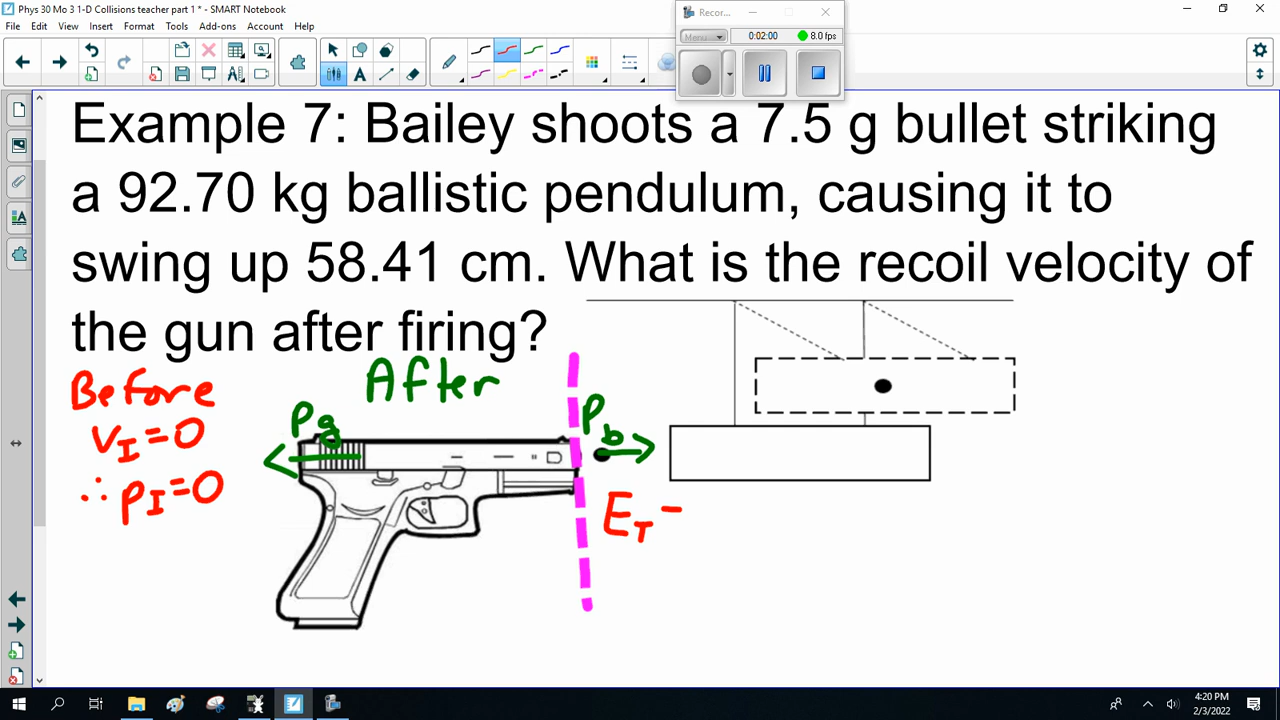 Phys 30 Mo 3 1-D Collisions teacher part 1 * - SMART Notebook
File Edit View Insert Format Tools Add-ons Account Help
Recor...
Menu
0:02:00
8.0 fps
Example 7: Bailey shoots a 7.5 g bullet striking
a 92.70 kg ballistic pendulum, causing it to
swing up 58.41 cm. What is the recoil velocity of
the gun after firing?
Before
After
vI=0
∴ pI=0
Pg
Pb
ET -
4:20 PM
2/3/2022